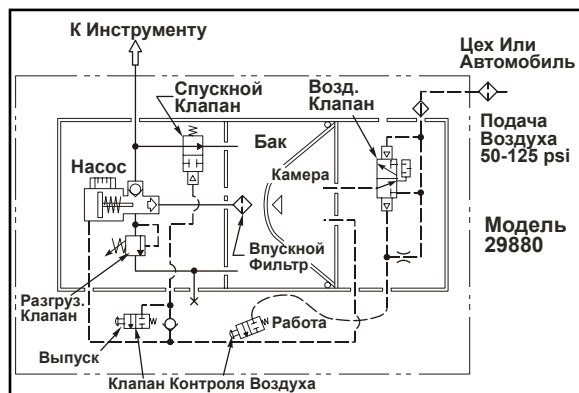 К Инструменту
Цех Или
Автомобиль
Спускной
Клапан
Возд.
Клапан
Бак
Подача
Воздуха
50-125 psi
Насос
Камера
Впускной
Фильтр
Модель
29880
Разгруз.
Клапан
Работа
Выпуск
Клапан Контроля Воздуха